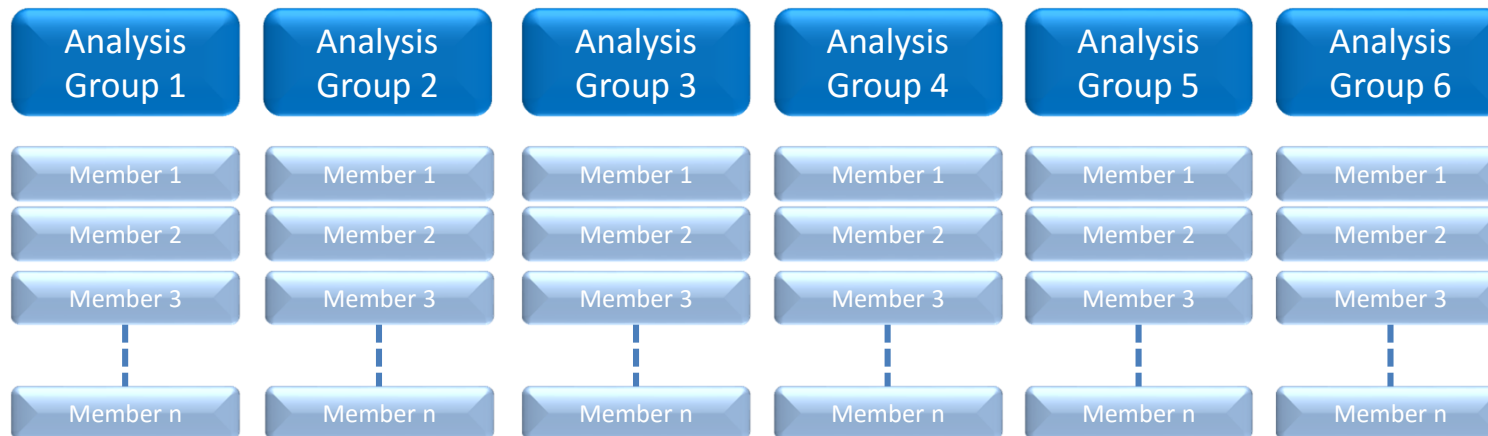 Analysis
Group 1
Analysis
Group 2
Analysis
Group 3
Analysis
Group 4
Analysis
Group 5
Analysis
Group 6
Member 1
Member 1
Member 1
Member 1
Member 1
Member 1
Member 2
Member 2
Member 2
Member 2
Member 2
Member 2
Member 3
Member 3
Member 3
Member 3
Member 3
Member 3
Member n
Member n
Member n
Member n
Member n
Member n